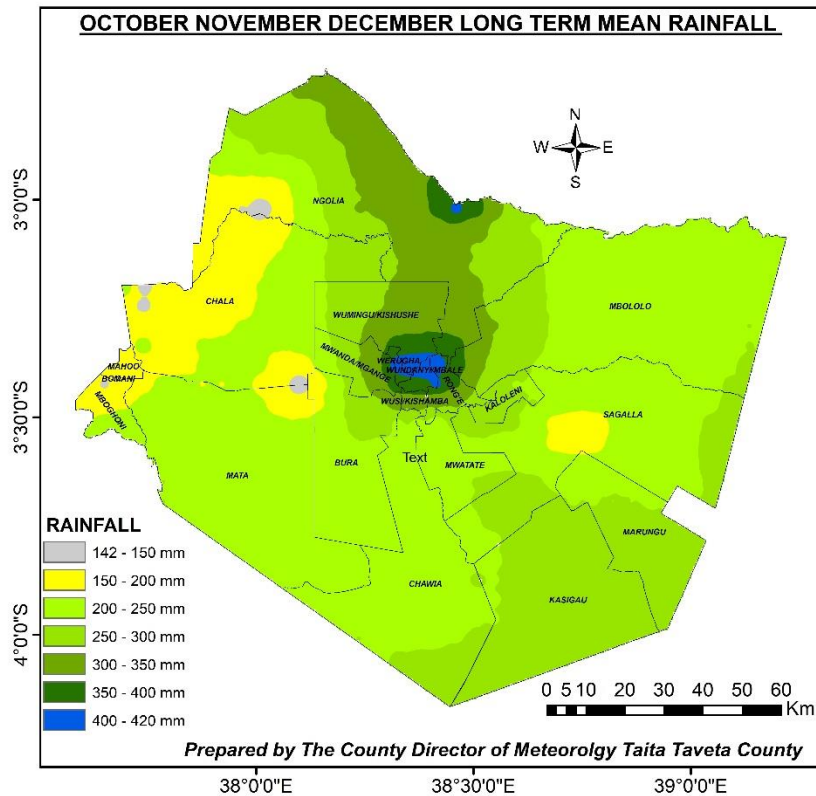 OCTOBER NOVEMBER DECEMBER LONG TERM MEAN RAINFALL
N
W E
S
3°0'0"S
NGOLIA
CHALA
MBOLOLO
WUMINGU/KISHUSHE
MWANDA/MGANGE
WERUGHA
WUNDANYI/MBALE
MAHOO
BOMANI
MBOGHONI
RONG'E
WUSI/KISHAMBA
KALOLENI
3°30'0"S
SAGALLA
Text
MATA
BURA
MWATATE
MARUNGU
CHAWIA
KASIGAU
4°0'0"S
RAINFALL
142 - 150 mm
150 - 200 mm
200 - 250 mm
250 - 300 mm
300 - 350 mm
350 - 400 mm
400 - 420 mm
0 5 10 20 30 40 50 60
Km
Prepared by The County Director of Meteorolgy Taita Taveta County
38°0'0"E 38°30'0"E 39°0'0"E